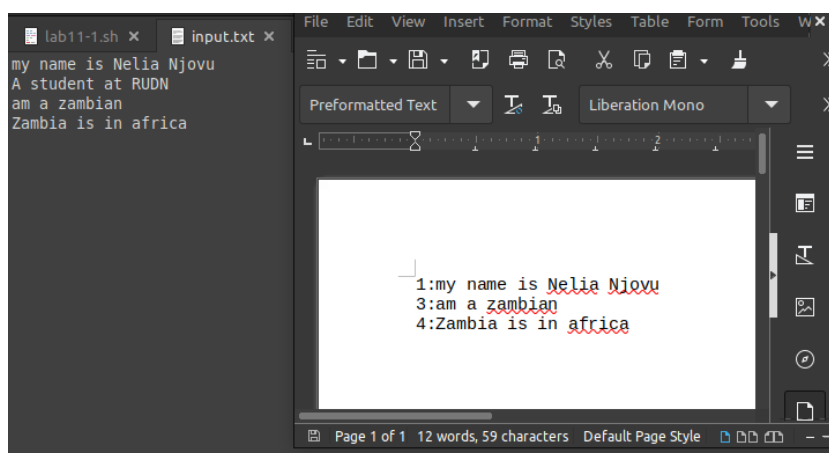 lab11-1.sh
input.txt
my name is Nelia Njovu
A student at RUDN
am a zambian
Zambia is in africa
File Edit View Insert Format Styles Table Form Tools
Preformatted Text
Liberation Mono
1 2
1:my name is Nelia Njovu
3:am a zambian
4:Zambia is in africa
Page 1 of 1 12 words, 59 characters Default Page Style